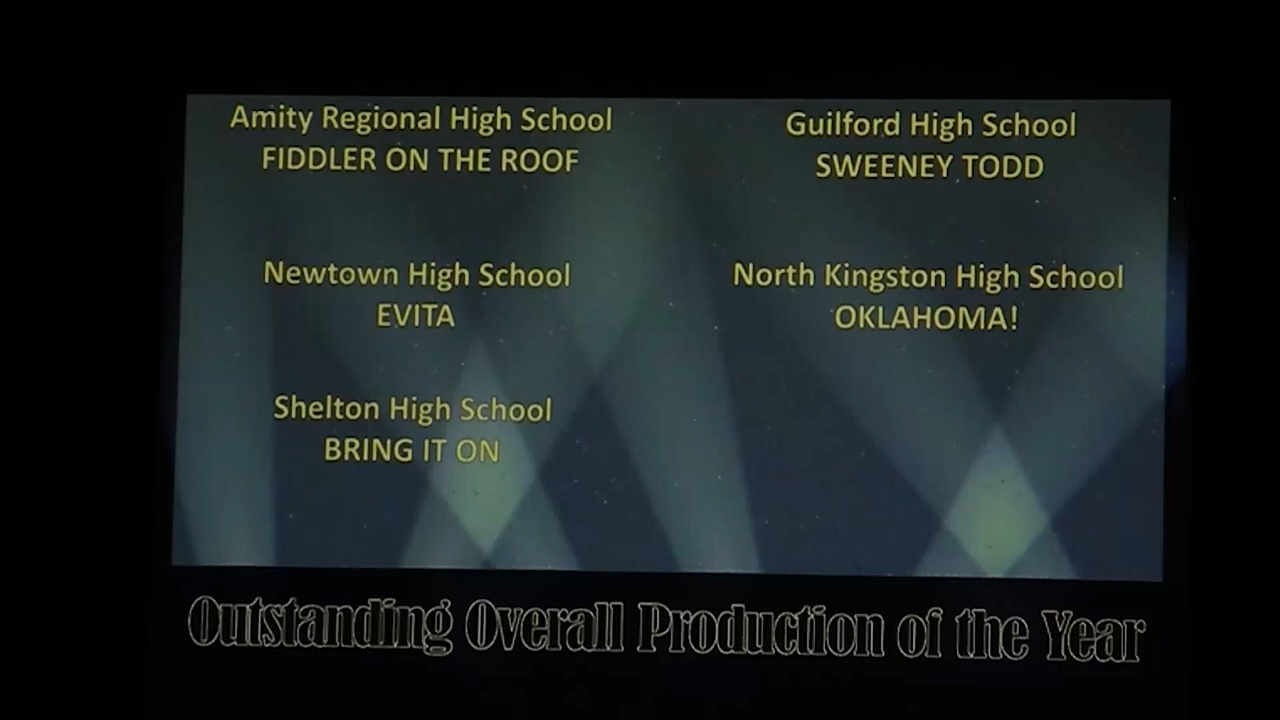 Amity Regional High School
FIDDLER ON THE ROOF
Guilford High School
SWEENEY TODD
Newtown High School
EVITA
North Kingston High School
OKLAHOMA!
Shelton High School
BRING IT ON
Outstanding Overall Production of the Year